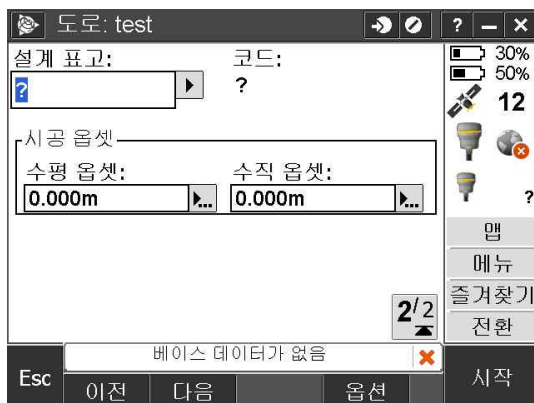 도로: test
? – ×
설계 표고:
코드:
30%
50%
?
?
12
시공 옵셋
수평 옵셋:
수직 옵셋:
0.000m
0.000m
?
맵
메뉴
즐겨찾기
전환
2/2
베이스 데이터가 없음
Esc
이전
다음
옵션
시작